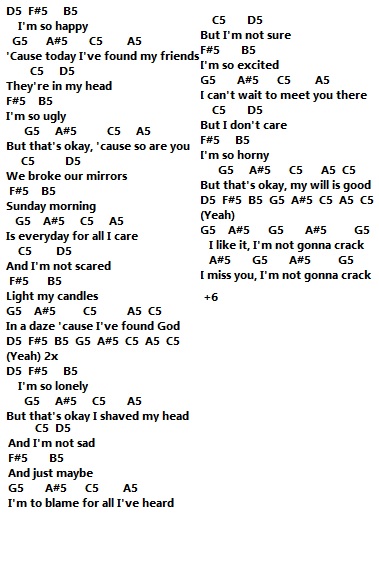 D5 F#5 B5
I'm so happy
G5 A#5 C5 A5
'Cause today I've found my friends
C5 D5
They're in my head
F#5 B5
I'm so ugly
G5 A#5 C5 A5
But that's okay, 'cause so are you
C5 D5
We broke our mirrors
F#5 B5
Sunday morning
G5 A#5 C5 A5
Is everyday for all I care
C5 D5
And I'm not scared
F#5 B5
Light my candles
G5 A#5 C5 A5 C5
In a daze 'cause I've found God
D5 F#5 B5 G5 A#5 C5 A5 C5
(Yeah) 2x
D5 F#5 B5
I'm so lonely
G5 A#5 C5 A5
But that's okay I shaved my head
C5 D5
And I'm not sad
F#5 B5
And just maybe
G5 A#5 C5 A5
I'm to blame for all I've heard
C5 D5
But I'm not sure
F#5 B5
I'm so excited
G5 A#5 C5 A5
I can't wait to meet you there
C5 D5
But I don't care
F#5 B5
I'm so horny
G5 A#5 C5 A5 C5
But that's okay, my will is good
D5 F#5 B5 G5 A#5 C5 A5 C5
(Yeah)
G5 A#5 G5 A#5 G5
I like it, I'm not gonna crack
A#5 G5 A#5 G5
I miss you, I'm not gonna crack
+6